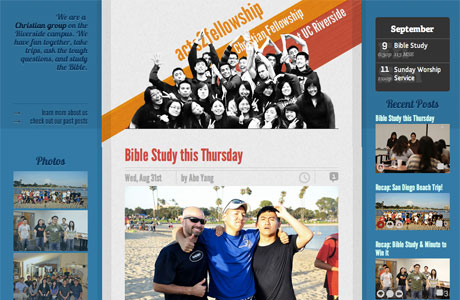 We are a
Christian group on the
Riverside campus. We
have fun together, take
trips, ask the tough
questions, and study
the Bible.
learn more about us
check out our past posts
Photos
acts2fellowship
Christian Fellowship
at UC Riverside
Bible Study this Thursday
Wed, Aug 31st
by Abe Yang
1
September
9
Bible Study
11
Sunday Worship
Service
Recent Posts
Bible Study this Thursday
Recap: San Diego Beach Trip!
Recap: Bible Study & Minute to
Win it